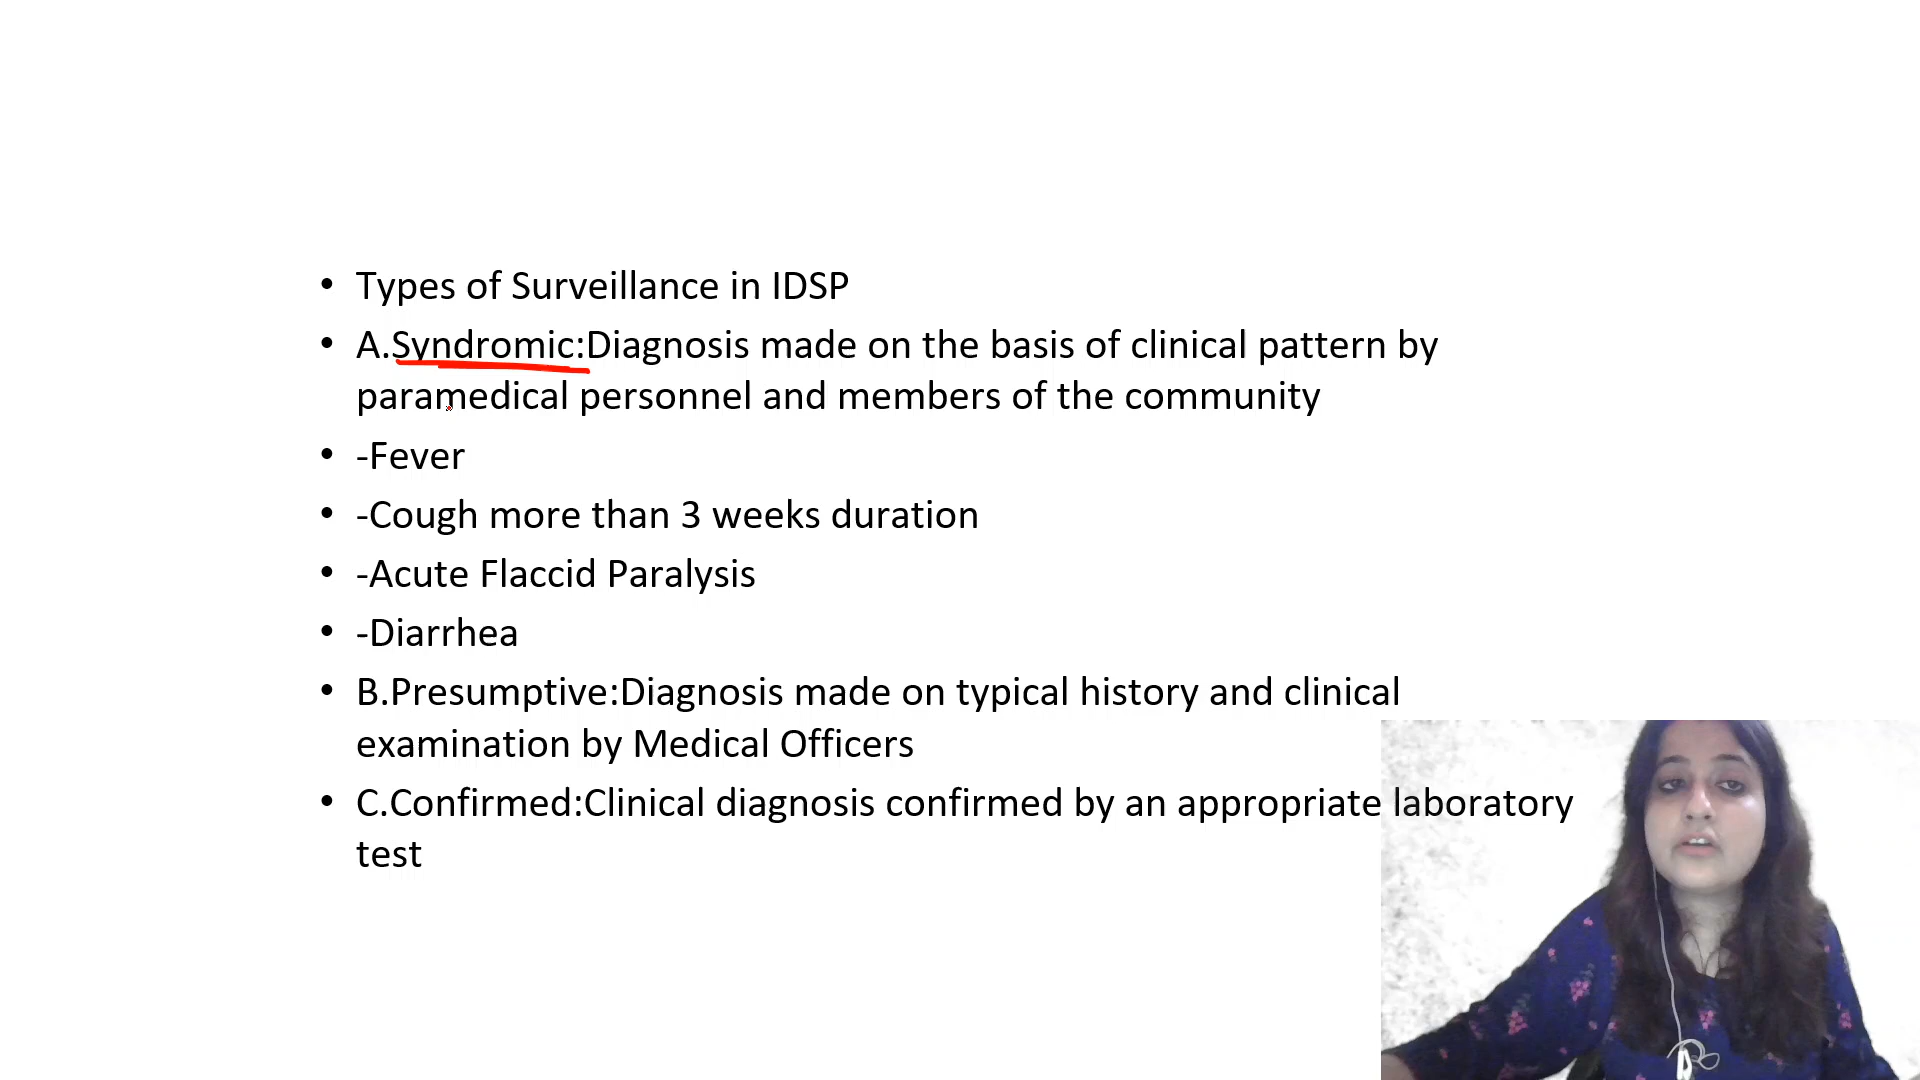 • Types of Surveillance in IDSP
• A.Syndromic:Diagnosis made on the basis of clinical pattern by
paramedical personnel and members of the community
• -Fever
• -Cough more than 3 weeks duration
• -Acute Flaccid Paralysis
• -Diarrhea
• B.Presumptive:Diagnosis made on typical history and clinical
examination by Medical Officers
• C.Confirmed:Clinical diagnosis confirmed by an appropriate laboratory
test